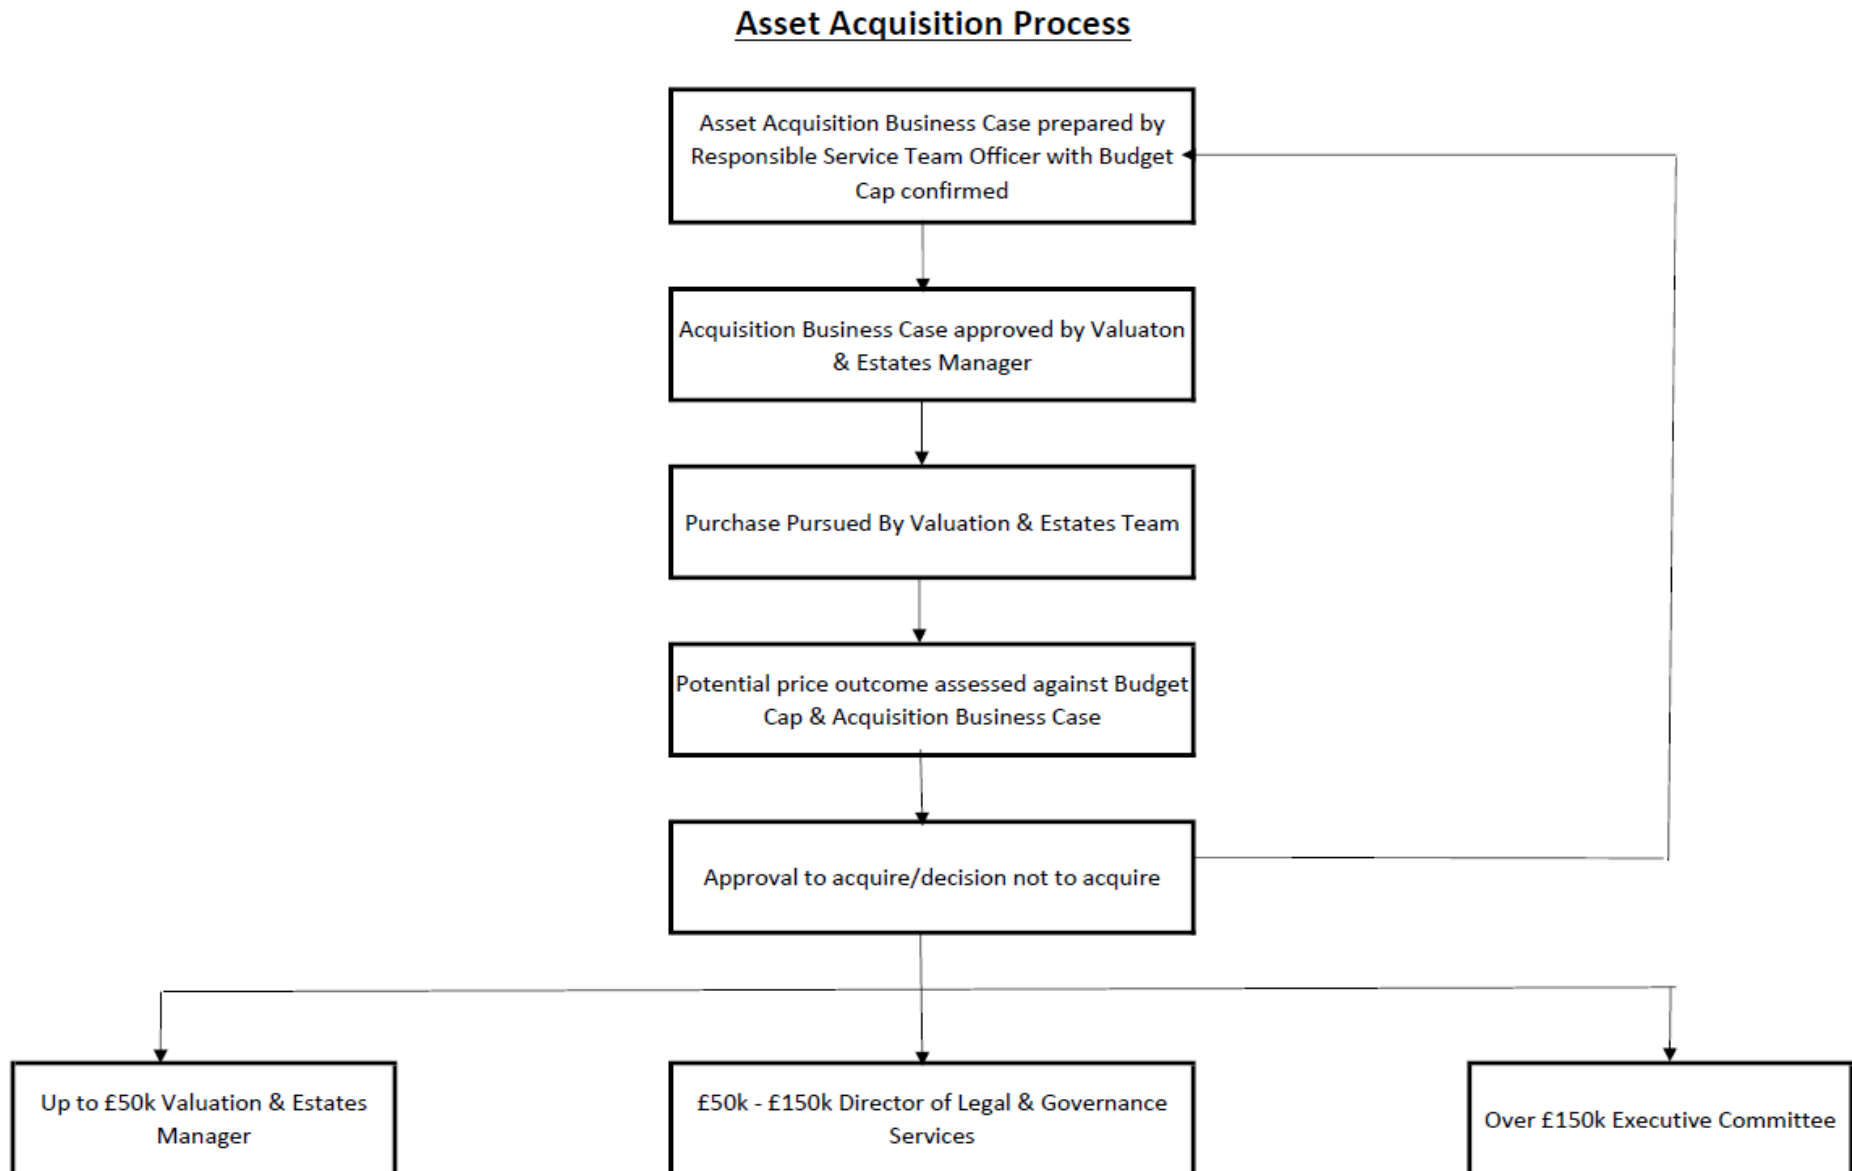 Asset Acquisition Process
Asset Acquisition Business Case prepared by
Responsible Service Team Officer with Budget
Cap confirmed
Acquisition Business Case approved by Valuaton
& Estates Manager
Purchase Pursued By Valuation & Estates Team
Potential price outcome assessed against Budget
Cap & Acquisition Business Case
Approval to acquire/decision not to acquire
Up to £50k Valuation & Estates
Manager
£50k - £150k Director of Legal & Governance
Services
Over £150k Executive Committee